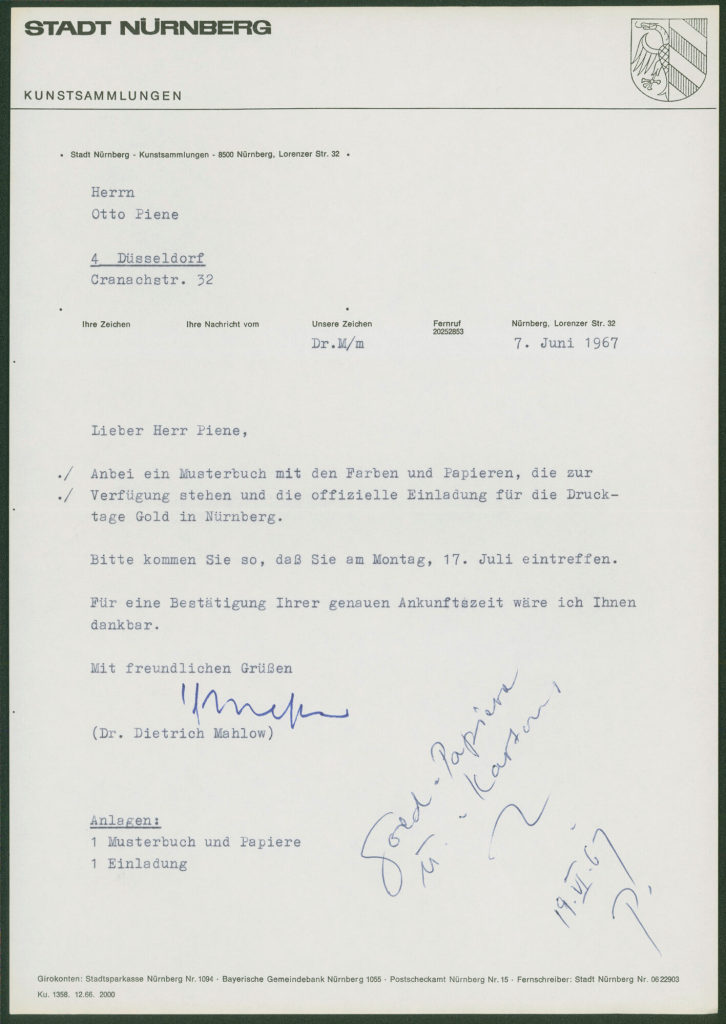 STADT NÜRNBERG
KUNSTSAMMLUNGEN
• Stadt Nürnberg - Kunstsammlungen - 8500 Nürnberg, Lorenzer Str. 32 •
Herrn
Otto Piene
4 Düsseldorf
Cranachstr. 32
Ihre Zeichen Ihre Nachricht vom Unsere Zeichen Fernruf Nürnberg, Lorenzer Str. 32
20252853
Dr.M/m 7. Juni 1967
Lieber Herr Piene,
./ Anbei ein Musterbuch mit den Farben und Papieren, die zur
./ Verfügung stehen und die offizielle Einladung für die Druck-
tage Gold in Nürnberg.
Bitte kommen Sie so, daß Sie am Montag, 17. Juli eintreffen.
Für eine Bestätigung Ihrer genauen Ankunftszeit wäre ich Ihnen
dankbar.
Mit freundlichen Grüßen
(Dr. Dietrich Mahlow)
Gold-Papiere
u. -Kartons
19.VI.67
P.
Anlagen:
1 Musterbuch und Papiere
1 Einladung
Girokonten: Stadtsparkasse Nürnberg Nr. 1094 · Bayerische Gemeindebank Nürnberg 1055 · Postscheckamt Nürnberg Nr. 15 · Fernschreiber: Stadt Nürnberg Nr. 0622903
Ku. 1358. 12.66. 2000